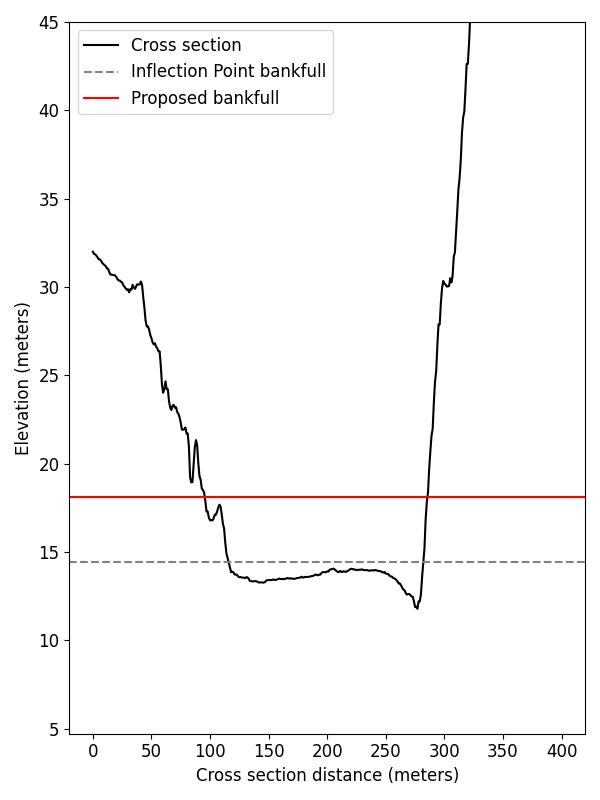 Cross section
Inflection Point bankfull
Proposed bankfull
45
40
35
30
25
20
15
10
5
Elevation (meters)
0 50 100 150 200 250 300 350 400
Cross section distance (meters)